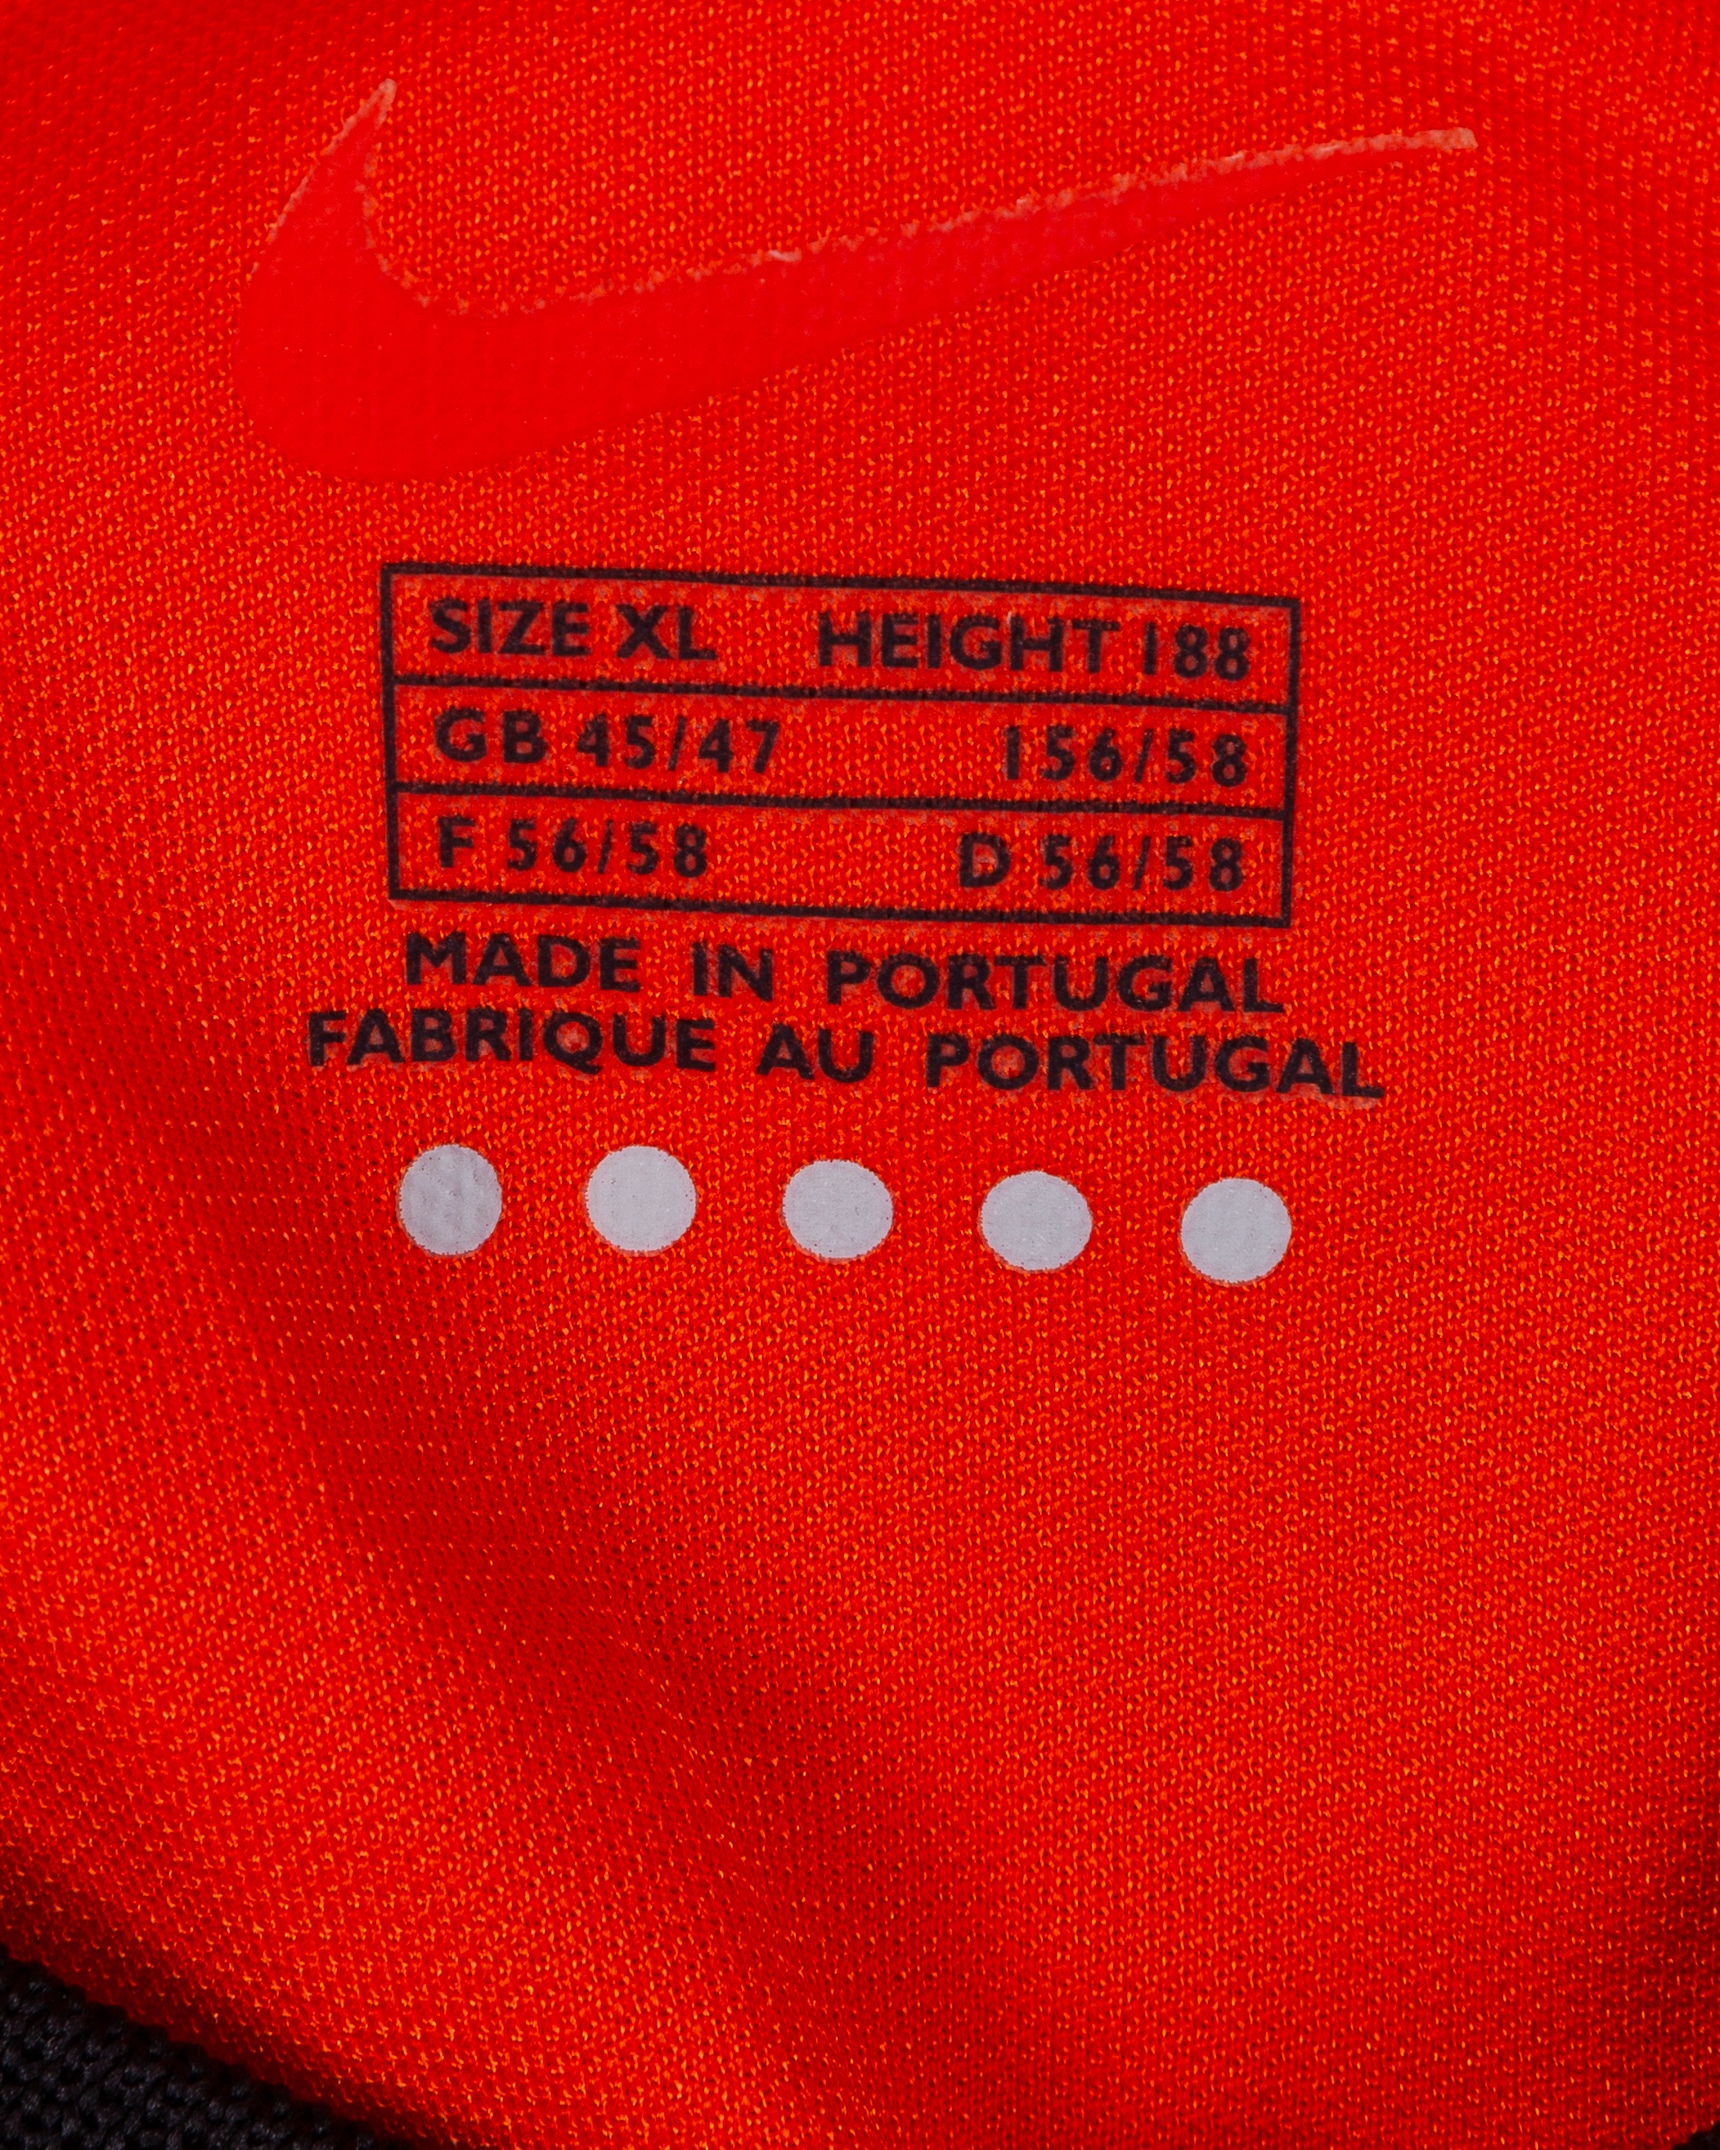 SIZE XL HEIGHT 188
GB 45/47 156/58
F 56/58 D 56/58
MADE IN PORTUGAL
FABRIQUE AU PORTUGAL